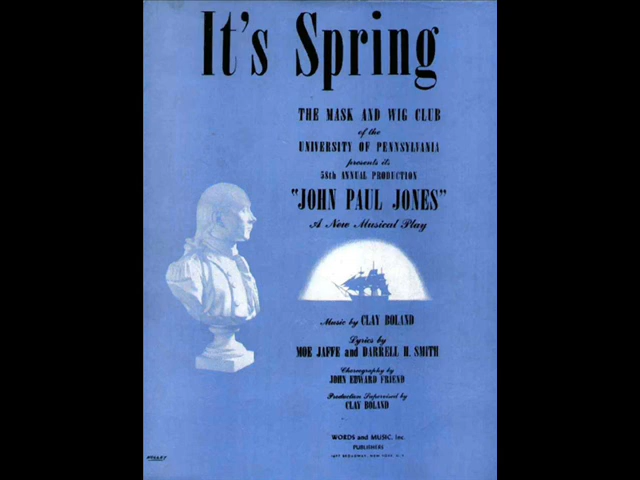 It's Spring
THE MASK AND WIG CLUB
of the
UNIVERSITY OF PENNSYLVANIA
presents its
58th ANNUAL PRODUCTION
"JOHN PAUL JONES"
A New Musical Play
Music by CLAY BOLAND
Lyrics by
MOE JAFFE and DARRELL H. SMITH
Choreography by
JOHN EDWARD FRIEND
Production Supervised by
CLAY BOLAND
WORDS and MUSIC, Inc.
PUBLISHERS
BROADWAY, NEW YORK